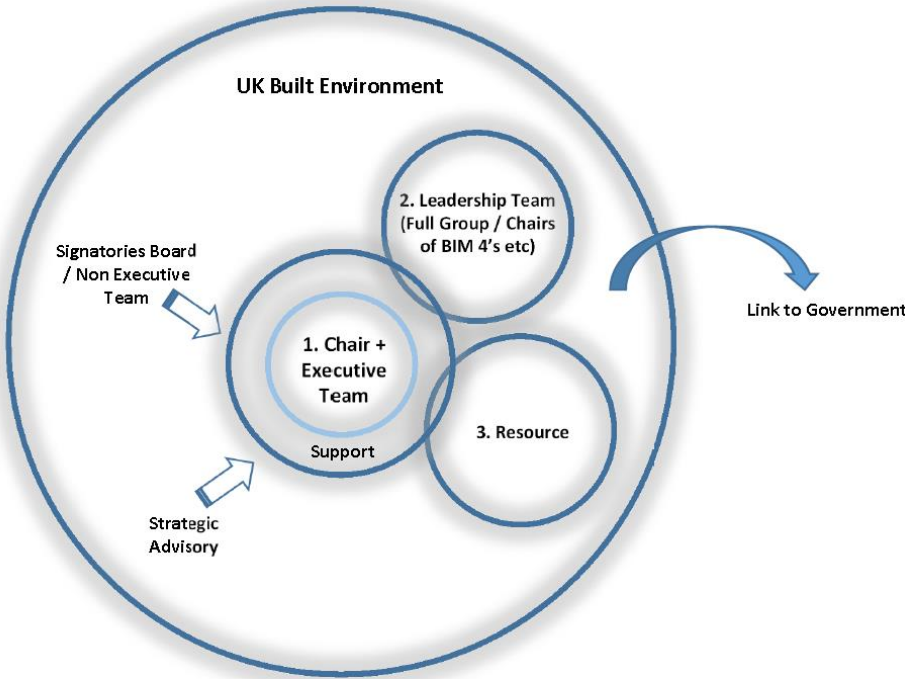 UK Built Environment
2. Leadership Team
(Full Group / Chairs
of BIM 4's etc)
Signatories Board
/ Non Executive
Team
Link to Government
1. Chair +
Executive
Team
3. Resource
Support
Strategic
Advisory